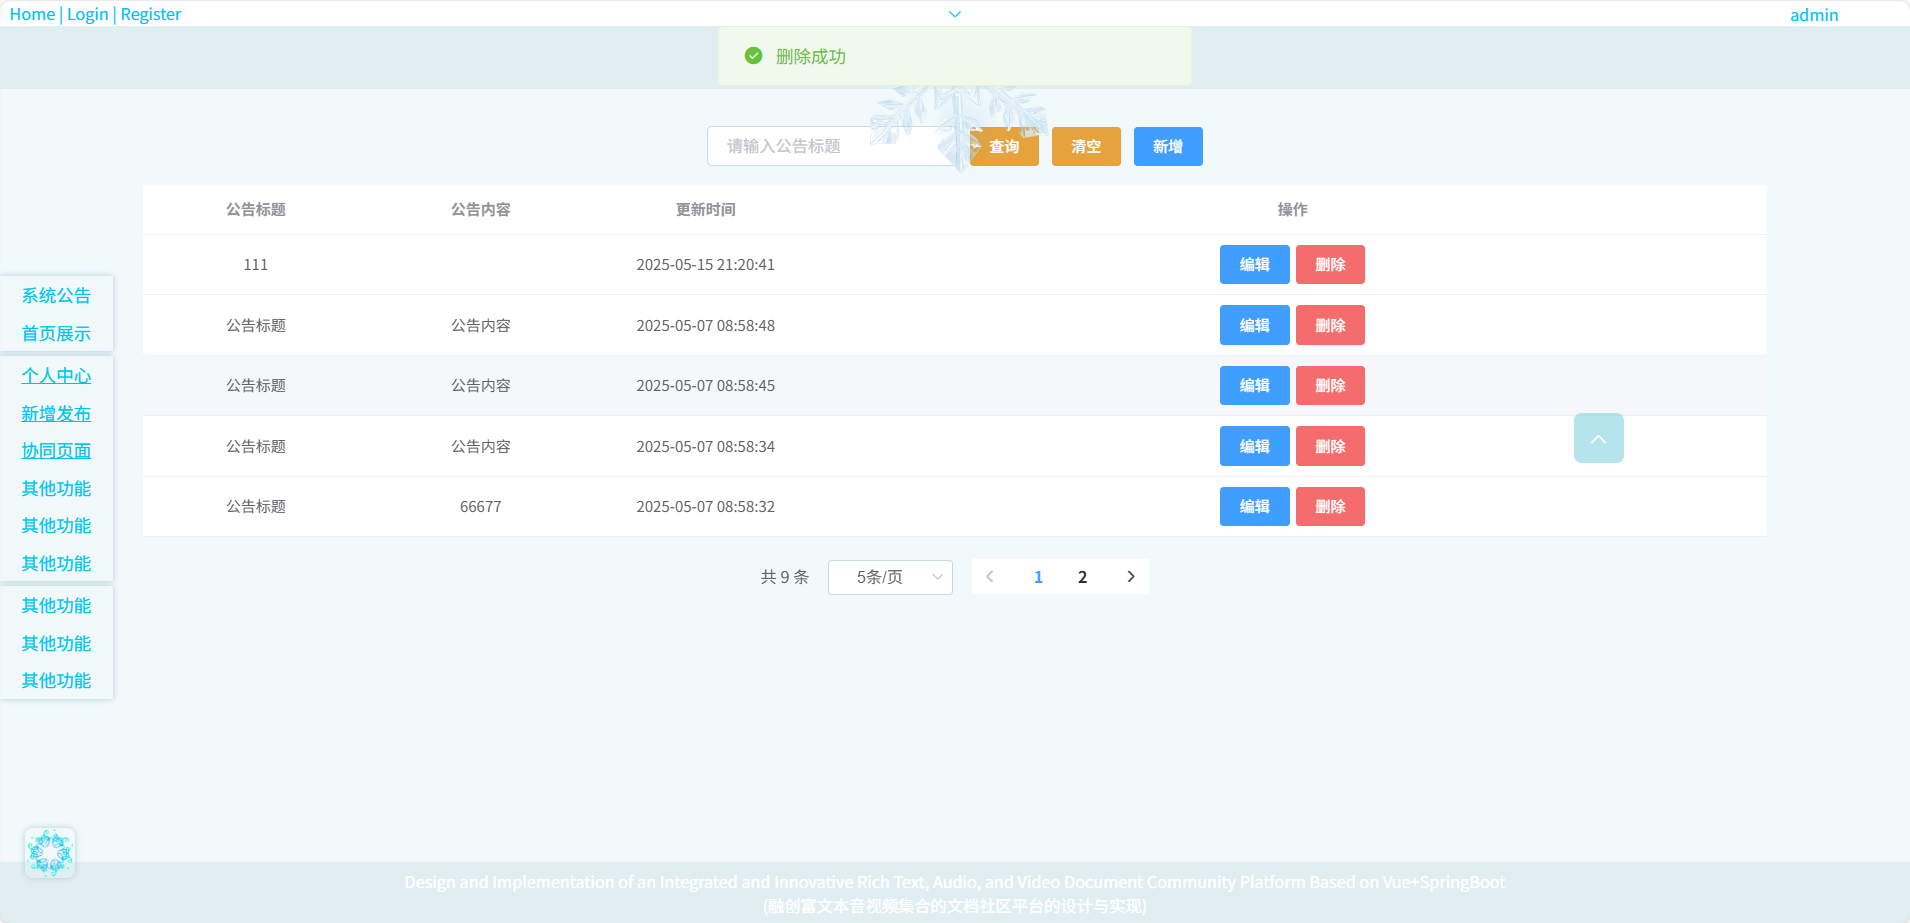 Home | Login | Register
admin
删除成功
请输入公告标题
查询
清空
新增
公告标题 公告内容 更新时间 操作
111 2025-05-15 21:20:41 编辑 删除
公告标题 公告内容 2025-05-07 08:58:48 编辑 删除
公告标题 公告内容 2025-05-07 08:58:45 编辑 删除
公告标题 公告内容 2025-05-07 08:58:34 编辑 删除
公告标题 66677 2025-05-07 08:58:32 编辑 删除
共 9 条 5条/页 1 2
系统公告
首页展示
个人中心
新增发布
协同页面
其他功能
其他功能
其他功能
其他功能
其他功能
其他功能
Design and Implementation of an Integrated and Innovative Rich Text, Audio, and Video Document Community Platform Based on Vue+SpringBoot
(融创富文本音视频集合的文档社区平台的设计与实现)